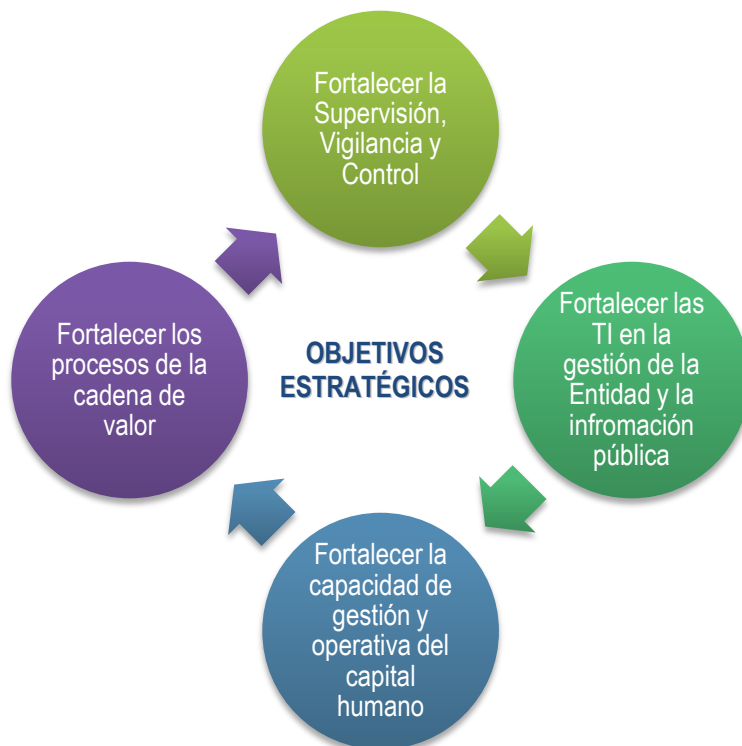 Fortalecer la
Supervisión,
Vigilancia y
Control
Fortalecer las
TI en la
gestión de la
Entidad y la
infromación
pública
Fortalecer la
capacidad de
gestión y
operativa del
capital
humano
Fortalecer los
procesos de la
cadena de
valor
OBJETIVOS
ESTRATÉGICOS